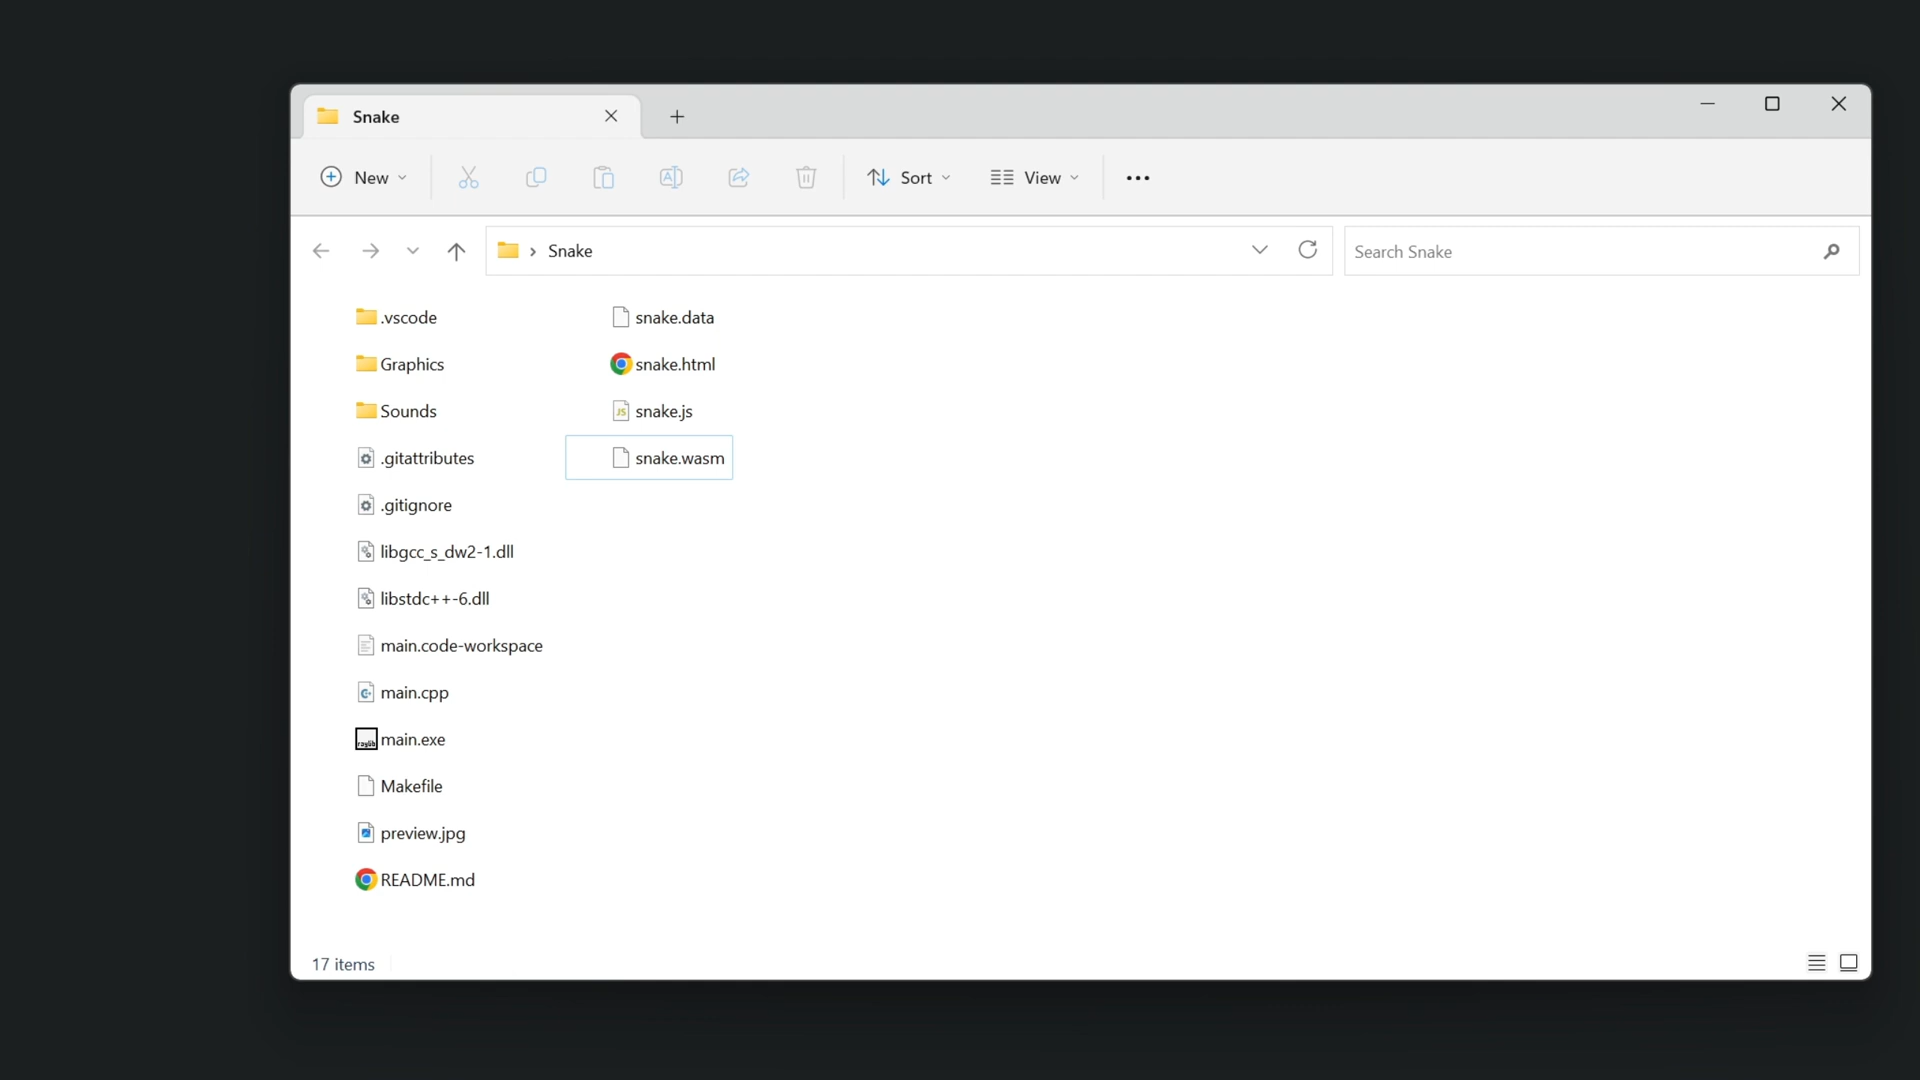 Snake
New
Sort
View
Snake
Search Snake
.vscode
Graphics
Sounds
.gitattributes
.gitignore
libgcc_s_dw2-1.dll
libstdc++-6.dll
main.code-workspace
main.cpp
main.exe
Makefile
preview.jpg
README.md
snake.data
snake.html
snake.js
snake.wasm
17 items